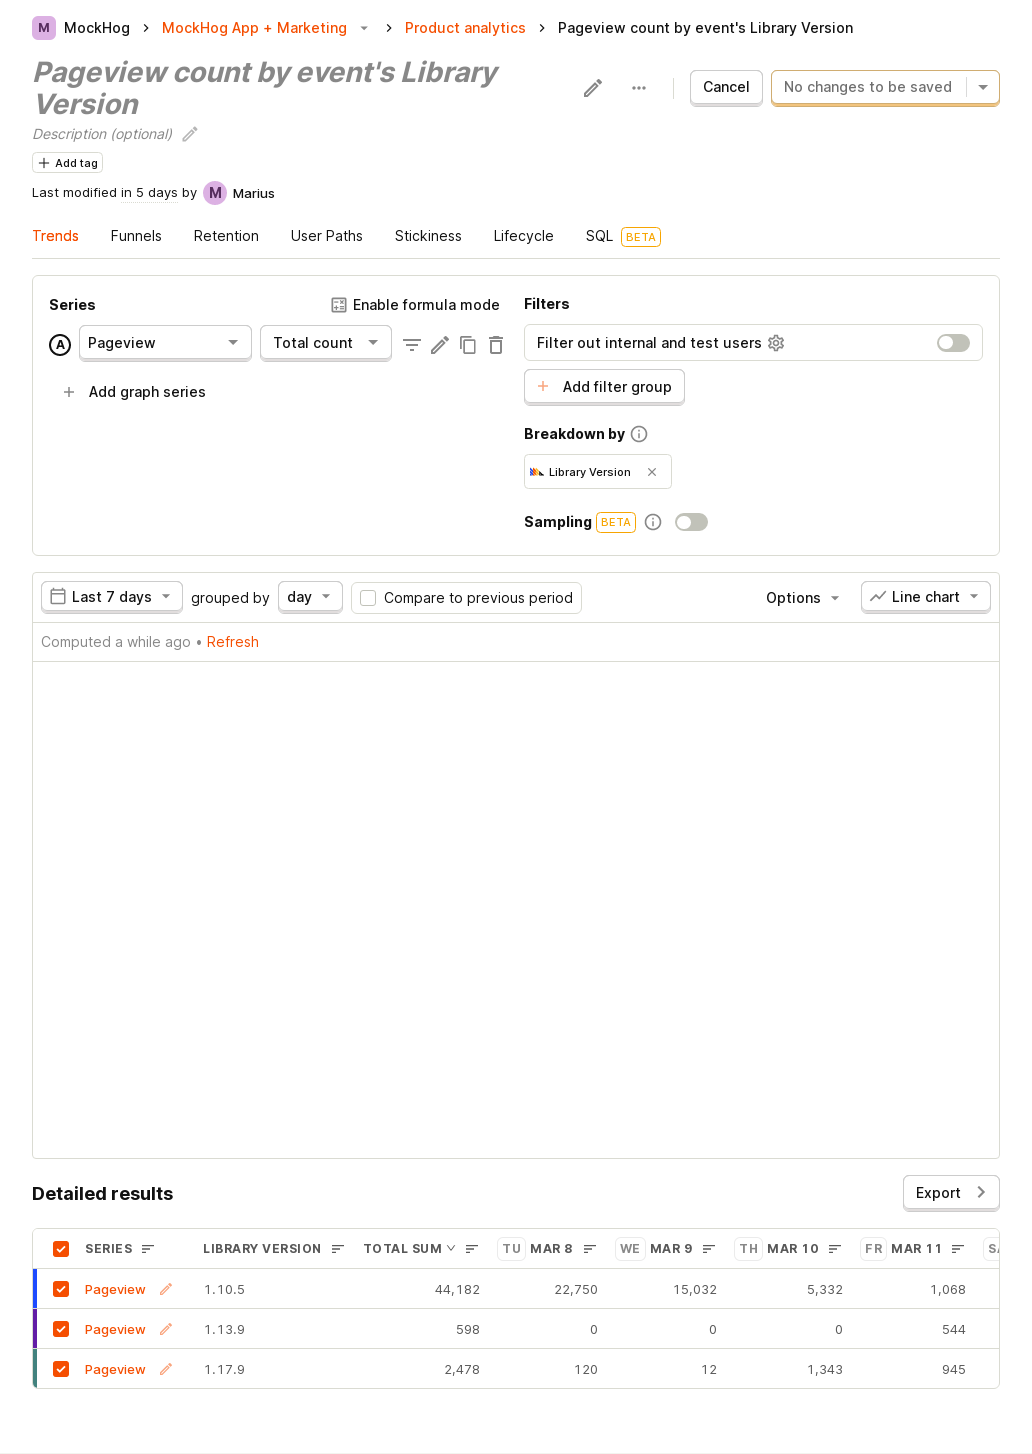 M MockHog > MockHog App + Marketing > Product analytics > Pageview count by event's Library Version
Pageview count by event's Library
Version
Cancel
No changes to be saved
Description (optional)
Add tag
Last modified in 5 days by M Marius
Trends Funnels Retention User Paths Stickiness Lifecycle SQL BETA
Series
Enable formula mode
A Pageview Total count
Add graph series
Filters
Filter out internal and test users
Add filter group
Breakdown by
Library Version
Sampling BETA
Last 7 days grouped by day Compare to previous period Options Line chart
Computed a while ago • Refresh
Detailed results
Export
SERIES LIBRARY VERSION TOTAL SUM TU MAR 8 WE MAR 9 TH MAR 10 FR MAR 11 SA
Pageview 1.10.5 44,182 22,750 15,032 5,332 1,068
Pageview 1.13.9 598 0 0 0 544
Pageview 1.17.9 2,478 120 12 1,343 945